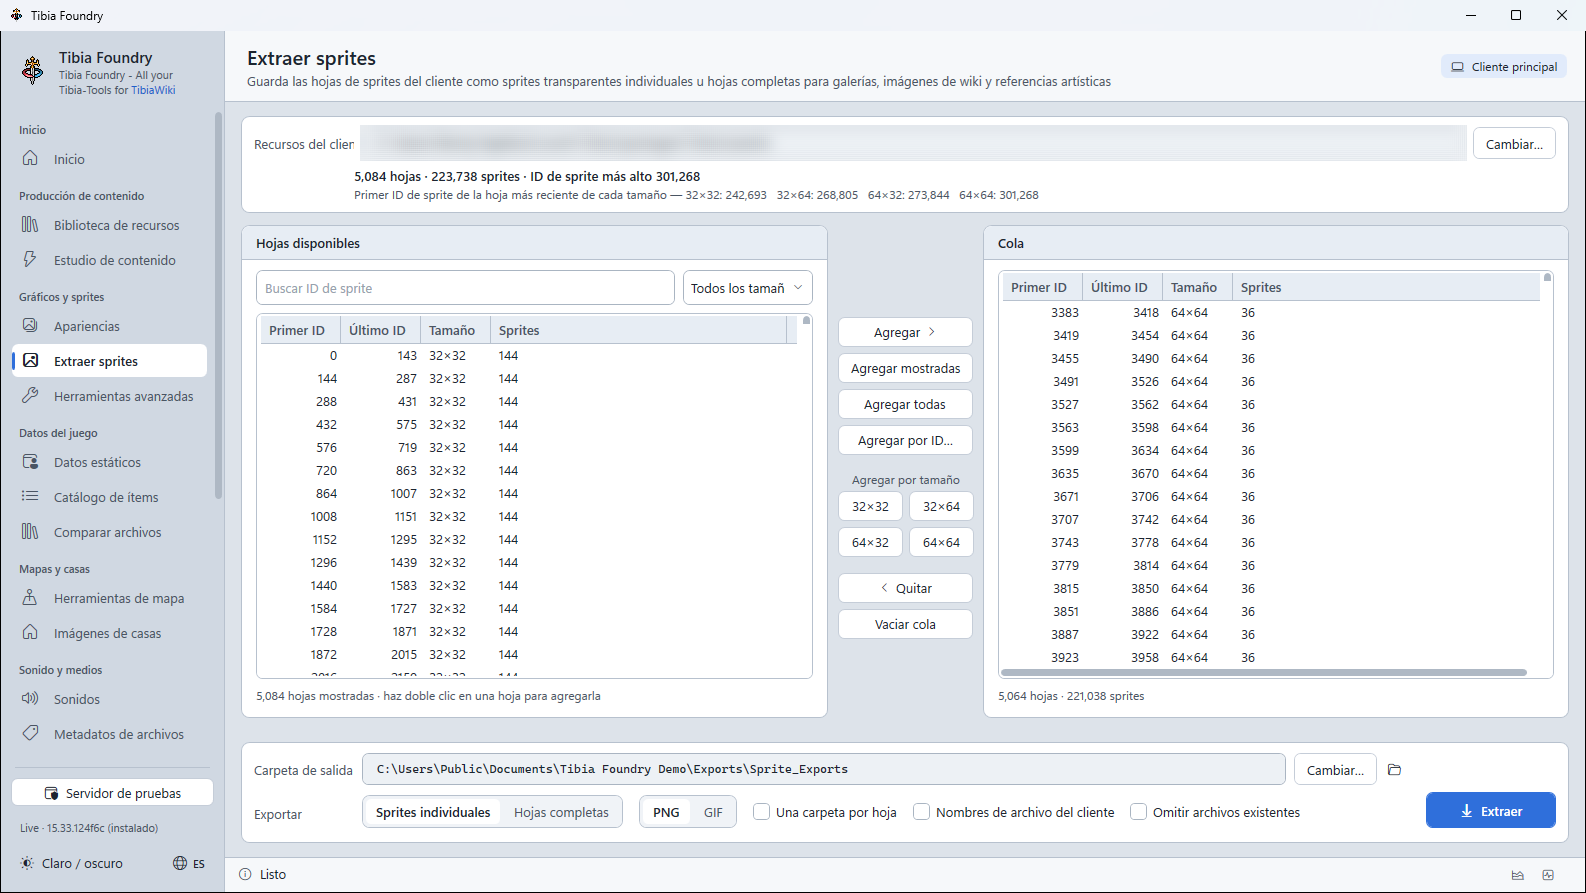 Tibia Foundry
Tibia Foundry
Tibia Foundry - All your
Tibia-Tools for TibiaWiki
Inicio
Inicio
Producción de contenido
Biblioteca de recursos
Estudio de contenido
Gráficos y sprites
Apariencias
Extraer sprites
Herramientas avanzadas
Datos del juego
Datos estáticos
Catálogo de ítems
Comparar archivos
Mapas y casas
Herramientas de mapa
Imágenes de casas
Sonido y medios
Sonidos
Metadatos de archivos
Servidor de pruebas
Live · 15.33.124f6c (instalado)
Claro / oscuro ES
Extraer sprites
Guarda las hojas de sprites del cliente como sprites transparentes individuales u hojas completas para galerías, imágenes de wiki y referencias artísticas
Cliente principal
Recursos del clien
Cambiar...
5,084 hojas · 223,738 sprites · ID de sprite más alto 301,268
Primer ID de sprite de la hoja más reciente de cada tamaño — 32×32: 242,693 32×64: 268,805 64×32: 273,844 64×64: 301,268
Hojas disponibles
Buscar ID de sprite
Todos los tamañ
Primer ID Último ID Tamaño Sprites
0 143 32×32 144
144 287 32×32 144
288 431 32×32 144
432 575 32×32 144
576 719 32×32 144
720 863 32×32 144
864 1007 32×32 144
1008 1151 32×32 144
1152 1295 32×32 144
1296 1439 32×32 144
1440 1583 32×32 144
1584 1727 32×32 144
1728 1871 32×32 144
1872 2015 32×32 144
5,084 hojas mostradas · haz doble clic en una hoja para agregarla
Agregar
Agregar mostradas
Agregar todas
Agregar por ID...
Agregar por tamaño
32×32 32×64
64×32 64×64
Quitar
Vaciar cola
Cola
Primer ID Último ID Tamaño Sprites
3383 3418 64×64 36
3419 3454 64×64 36
3455 3490 64×64 36
3491 3526 64×64 36
3527 3562 64×64 36
3563 3598 64×64 36
3599 3634 64×64 36
3635 3670 64×64 36
3671 3706 64×64 36
3707 3742 64×64 36
3743 3778 64×64 36
3779 3814 64×64 36
3815 3850 64×64 36
3851 3886 64×64 36
3887 3922 64×64 36
3923 3958 64×64 36
5,064 hojas · 221,038 sprites
Carpeta de salida
C:\Users\Public\Documents\Tibia Foundry Demo\Exports\Sprite_Exports
Cambiar...
Exportar
Sprites individuales Hojas completas
PNG GIF
Una carpeta por hoja
Nombres de archivo del cliente
Omitir archivos existentes
Extraer
Listo